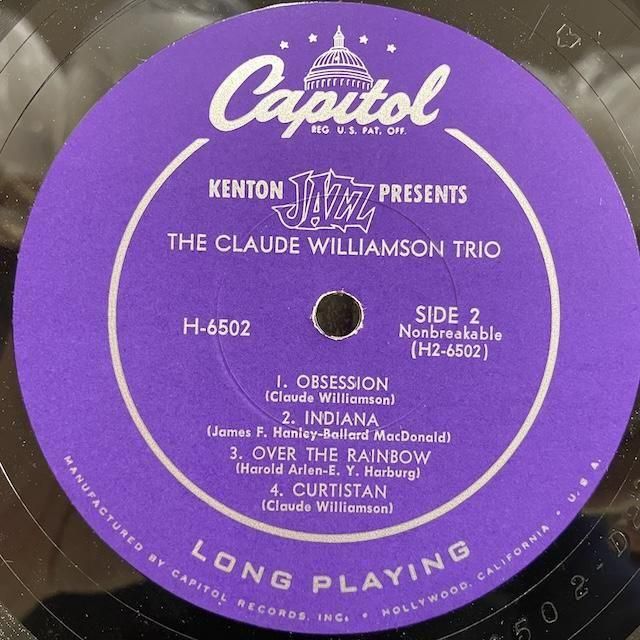 Capitol
REG. U.S. PAT. OFF.
KENTON JAZZ PRESENTS
THE CLAUDE WILLIAMSON TRIO
H-6502
SIDE 2
Nonbreakable
(H2-6502)
1. OBSESSION
(Claude Williamson)
2. INDIANA
(James F. Hanley-Ballard MacDonald)
3. OVER THE RAINBOW
(Harold Arlen-E. Y. Harburg)
4. CURTISTAN
(Claude Williamson)
LONG PLAYING
MANUFACTURED BY CAPITOL RECORDS, INC. • HOLLYWOOD, CALIFORNIA • U.S.A.